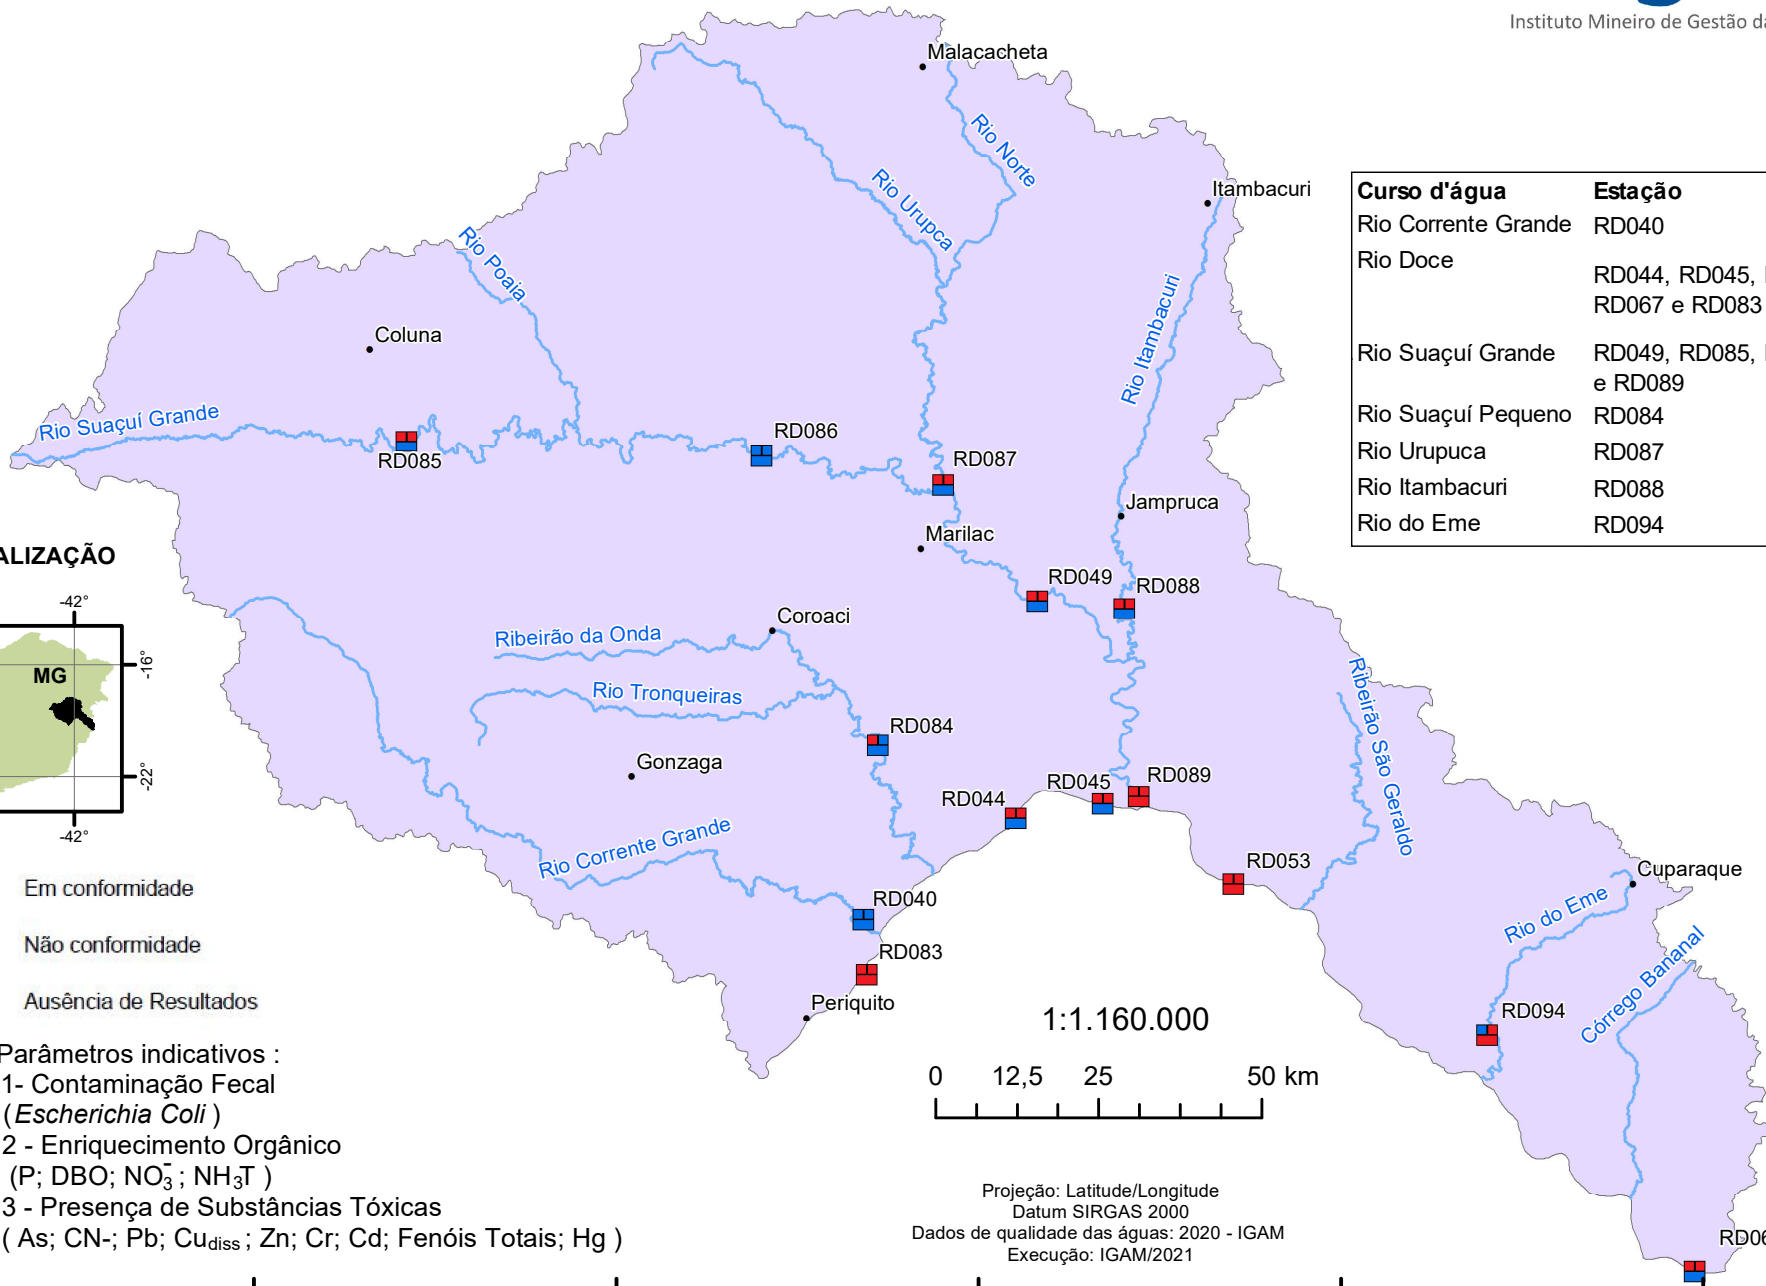 Instituto Mineiro de Gestão da
Malacacheta
Rio Norte
Itambacuri
Rio Urupca
Rio Poaia
Rio Itambacuri
Coluna
Rio Suaçuí Grande
RD085
RD086
RD087
Jampruca
Marilac
RD049
RD088
Coroaci
Ribeirão da Onda
Rio Tronqueiras
RD084
Gonzaga
RD045
RD089
RD044
Ribeirão São Geraldo
Rio Corrente Grande
RD053
Cuparaque
RD040
Rio do Eme
RD083
Córrego Bananal
Periquito
RD094
RD06
Curso d'água Estação
Rio Corrente Grande RD040
Rio Doce
RD044, RD045,
RD067 e RD083
Rio Suaçuí Grande RD049, RD085,
e RD089
Rio Suaçuí Pequeno RD084
Rio Urupuca RD087
Rio Itambacuri RD088
Rio do Eme RD094
ALIZAÇÃO
-42°
MG
-16°
-22°
-42°
Em conformidade
Não conformidade
Ausência de Resultados
Parâmetros indicativos :
1- Contaminação Fecal
(Escherichia Coli )
2 - Enriquecimento Orgânico
(P; DBO; NO₃⁻; NH₃T )
3 - Presença de Substâncias Tóxicas
( As; CN-; Pb; Cudiss ; Zn; Cr; Cd; Fenóis Totais; Hg )
1:1.160.000
0 12,5 25 50 km
Projeção: Latitude/Longitude
Datum SIRGAS 2000
Dados de qualidade das águas: 2020 - IGAM
Execução: IGAM/2021